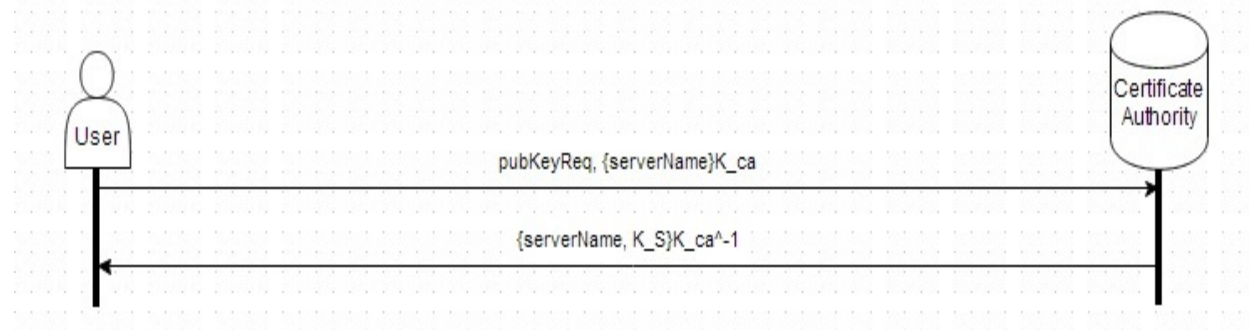 Certificate
Authority
User
pubKeyReq, {serverName}K_ca
{serverName, K_S}K_ca^-1